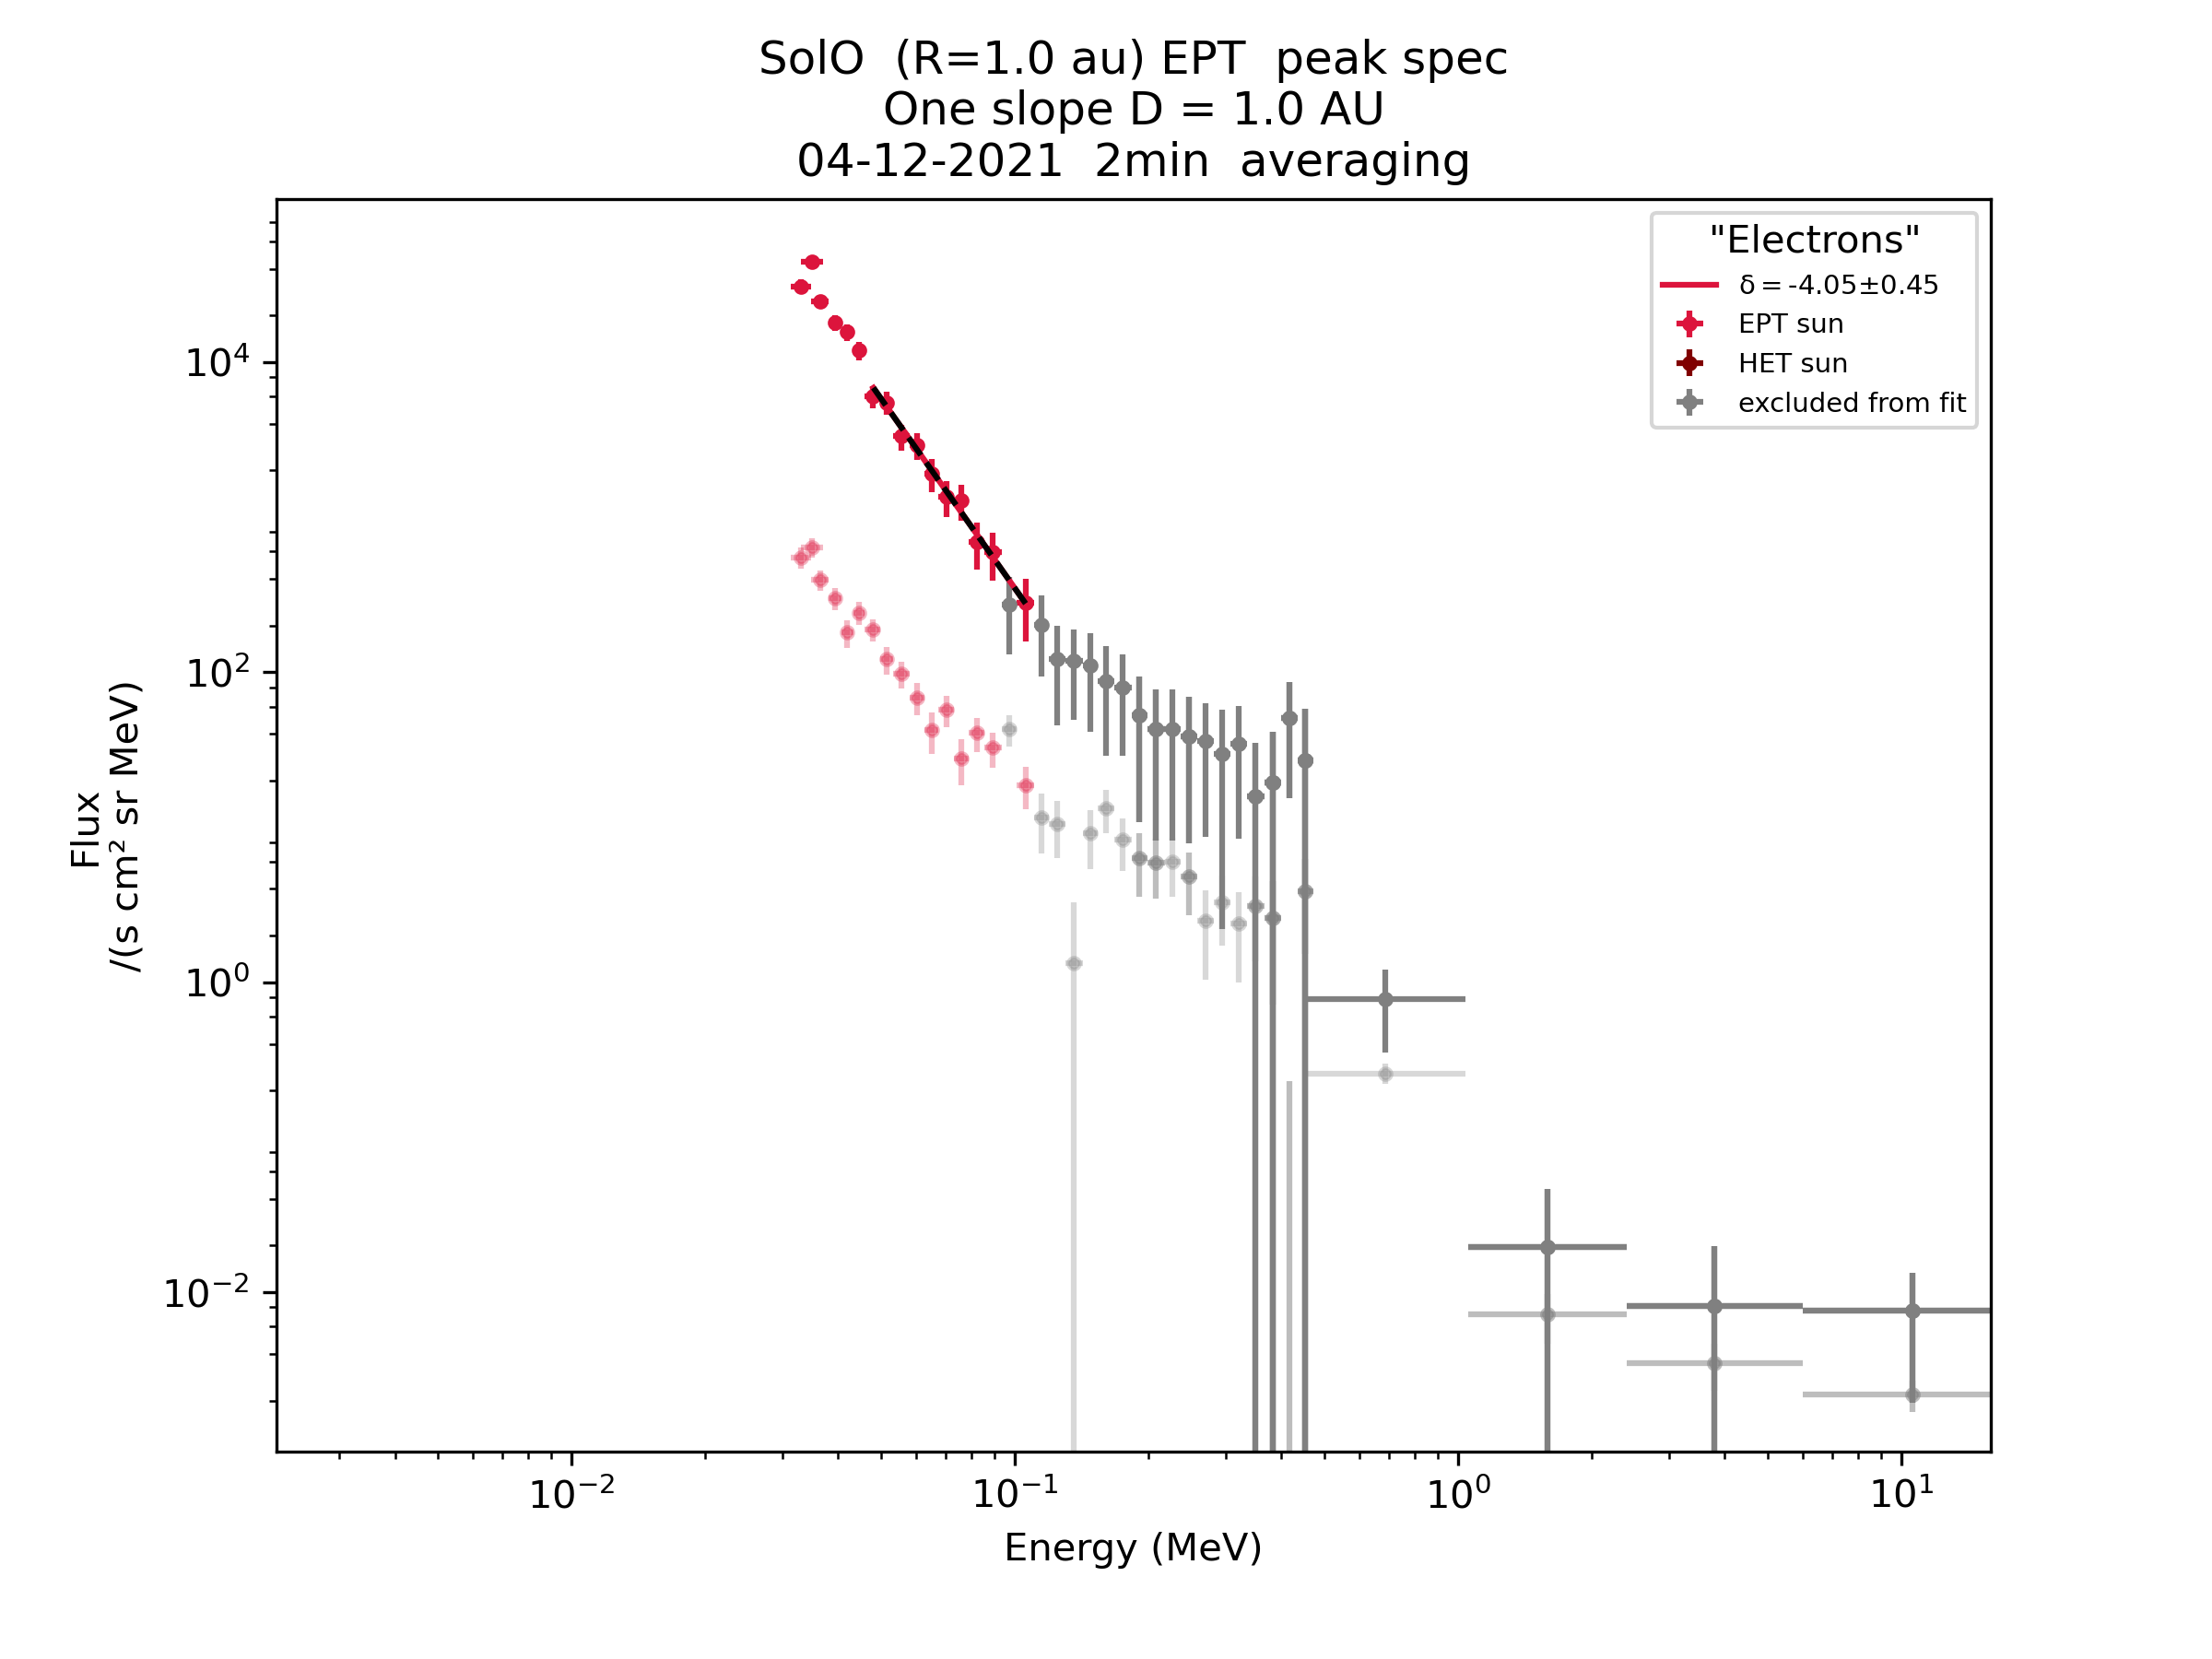 SolO  (R=1.0 au) EPT  peak spec
One slope D = 1.0 AU
04-12-2021  2min  averaging
"Electrons"
δ = -4.05±0.45
EPT sun
HET sun
excluded from fit
Flux
/(s cm² sr MeV)
10⁴
10²
10⁰
10⁻²
10⁻² 10⁻¹ 10⁰ 10¹
Energy (MeV)